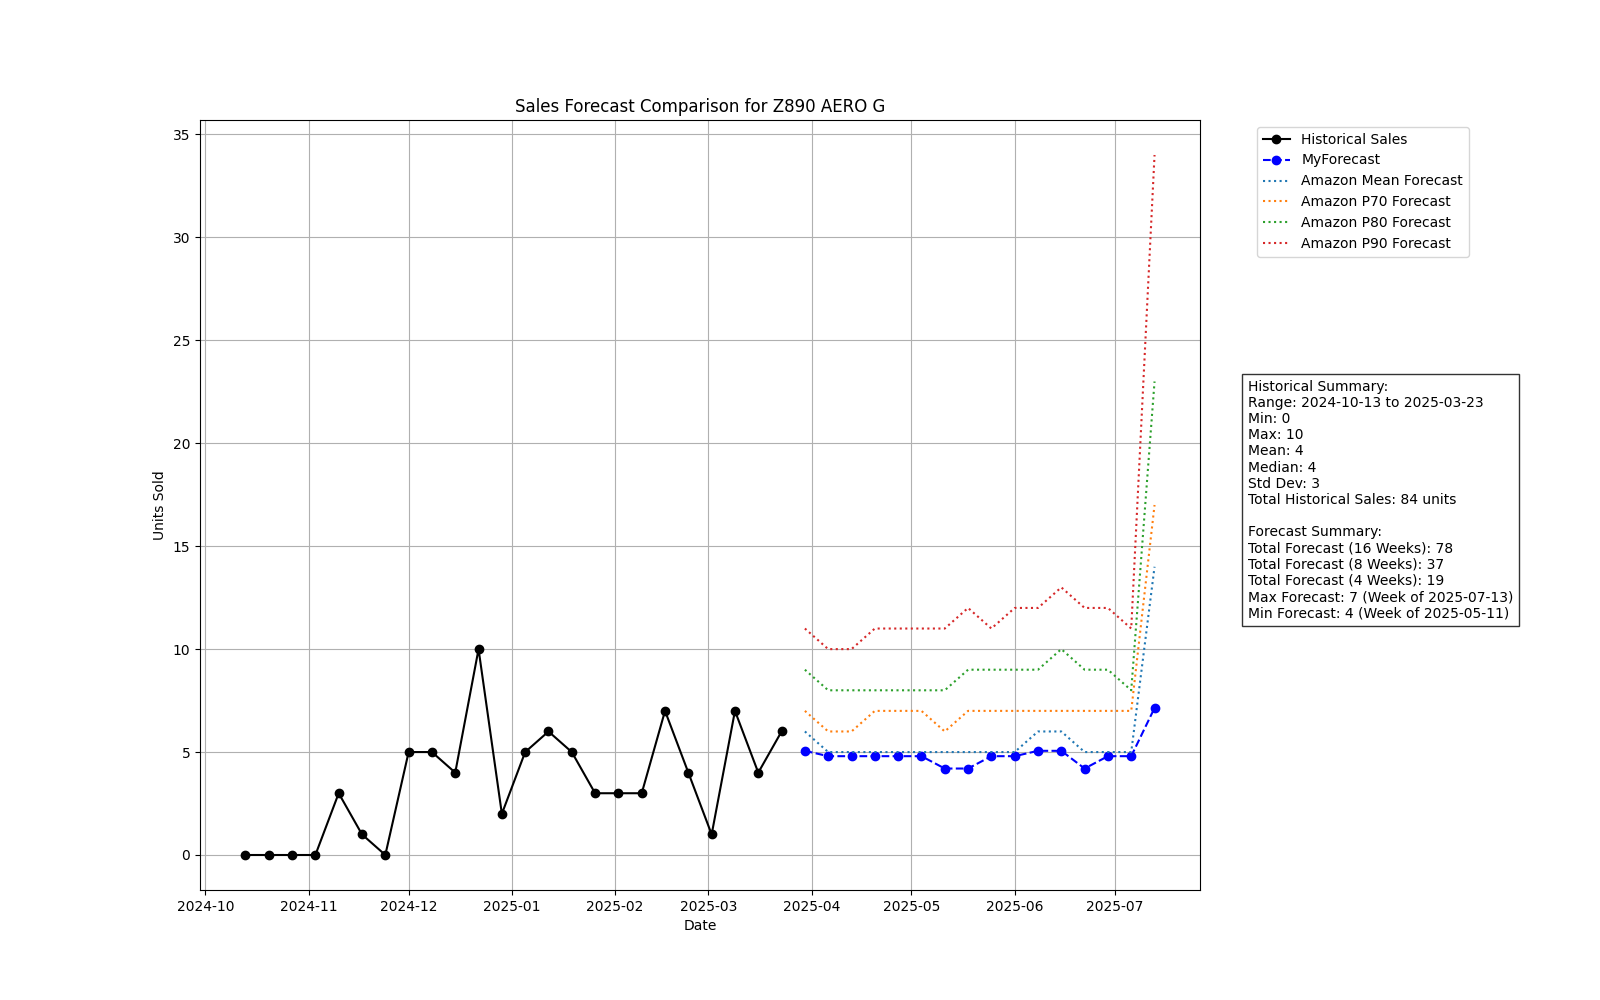 Sales Forecast Comparison for Z890 AERO G
35
30
25
20
15
10
5
0
Units Sold
2024-10
2024-11
2024-12
2025-01
2025-02
2025-03
2025-04
2025-05
2025-06
2025-07
Date
Historical Sales
MyForecast
Amazon Mean Forecast
Amazon P70 Forecast
Amazon P80 Forecast
Amazon P90 Forecast
Historical Summary:
Range: 2024-10-13 to 2025-03-23
Min: 0
Max: 10
Mean: 4
Median: 4
Std Dev: 3
Total Historical Sales: 84 units
Forecast Summary:
Total Forecast (16 Weeks): 78
Total Forecast (8 Weeks): 37
Total Forecast (4 Weeks): 19
Max Forecast: 7 (Week of 2025-07-13)
Min Forecast: 4 (Week of 2025-05-11)